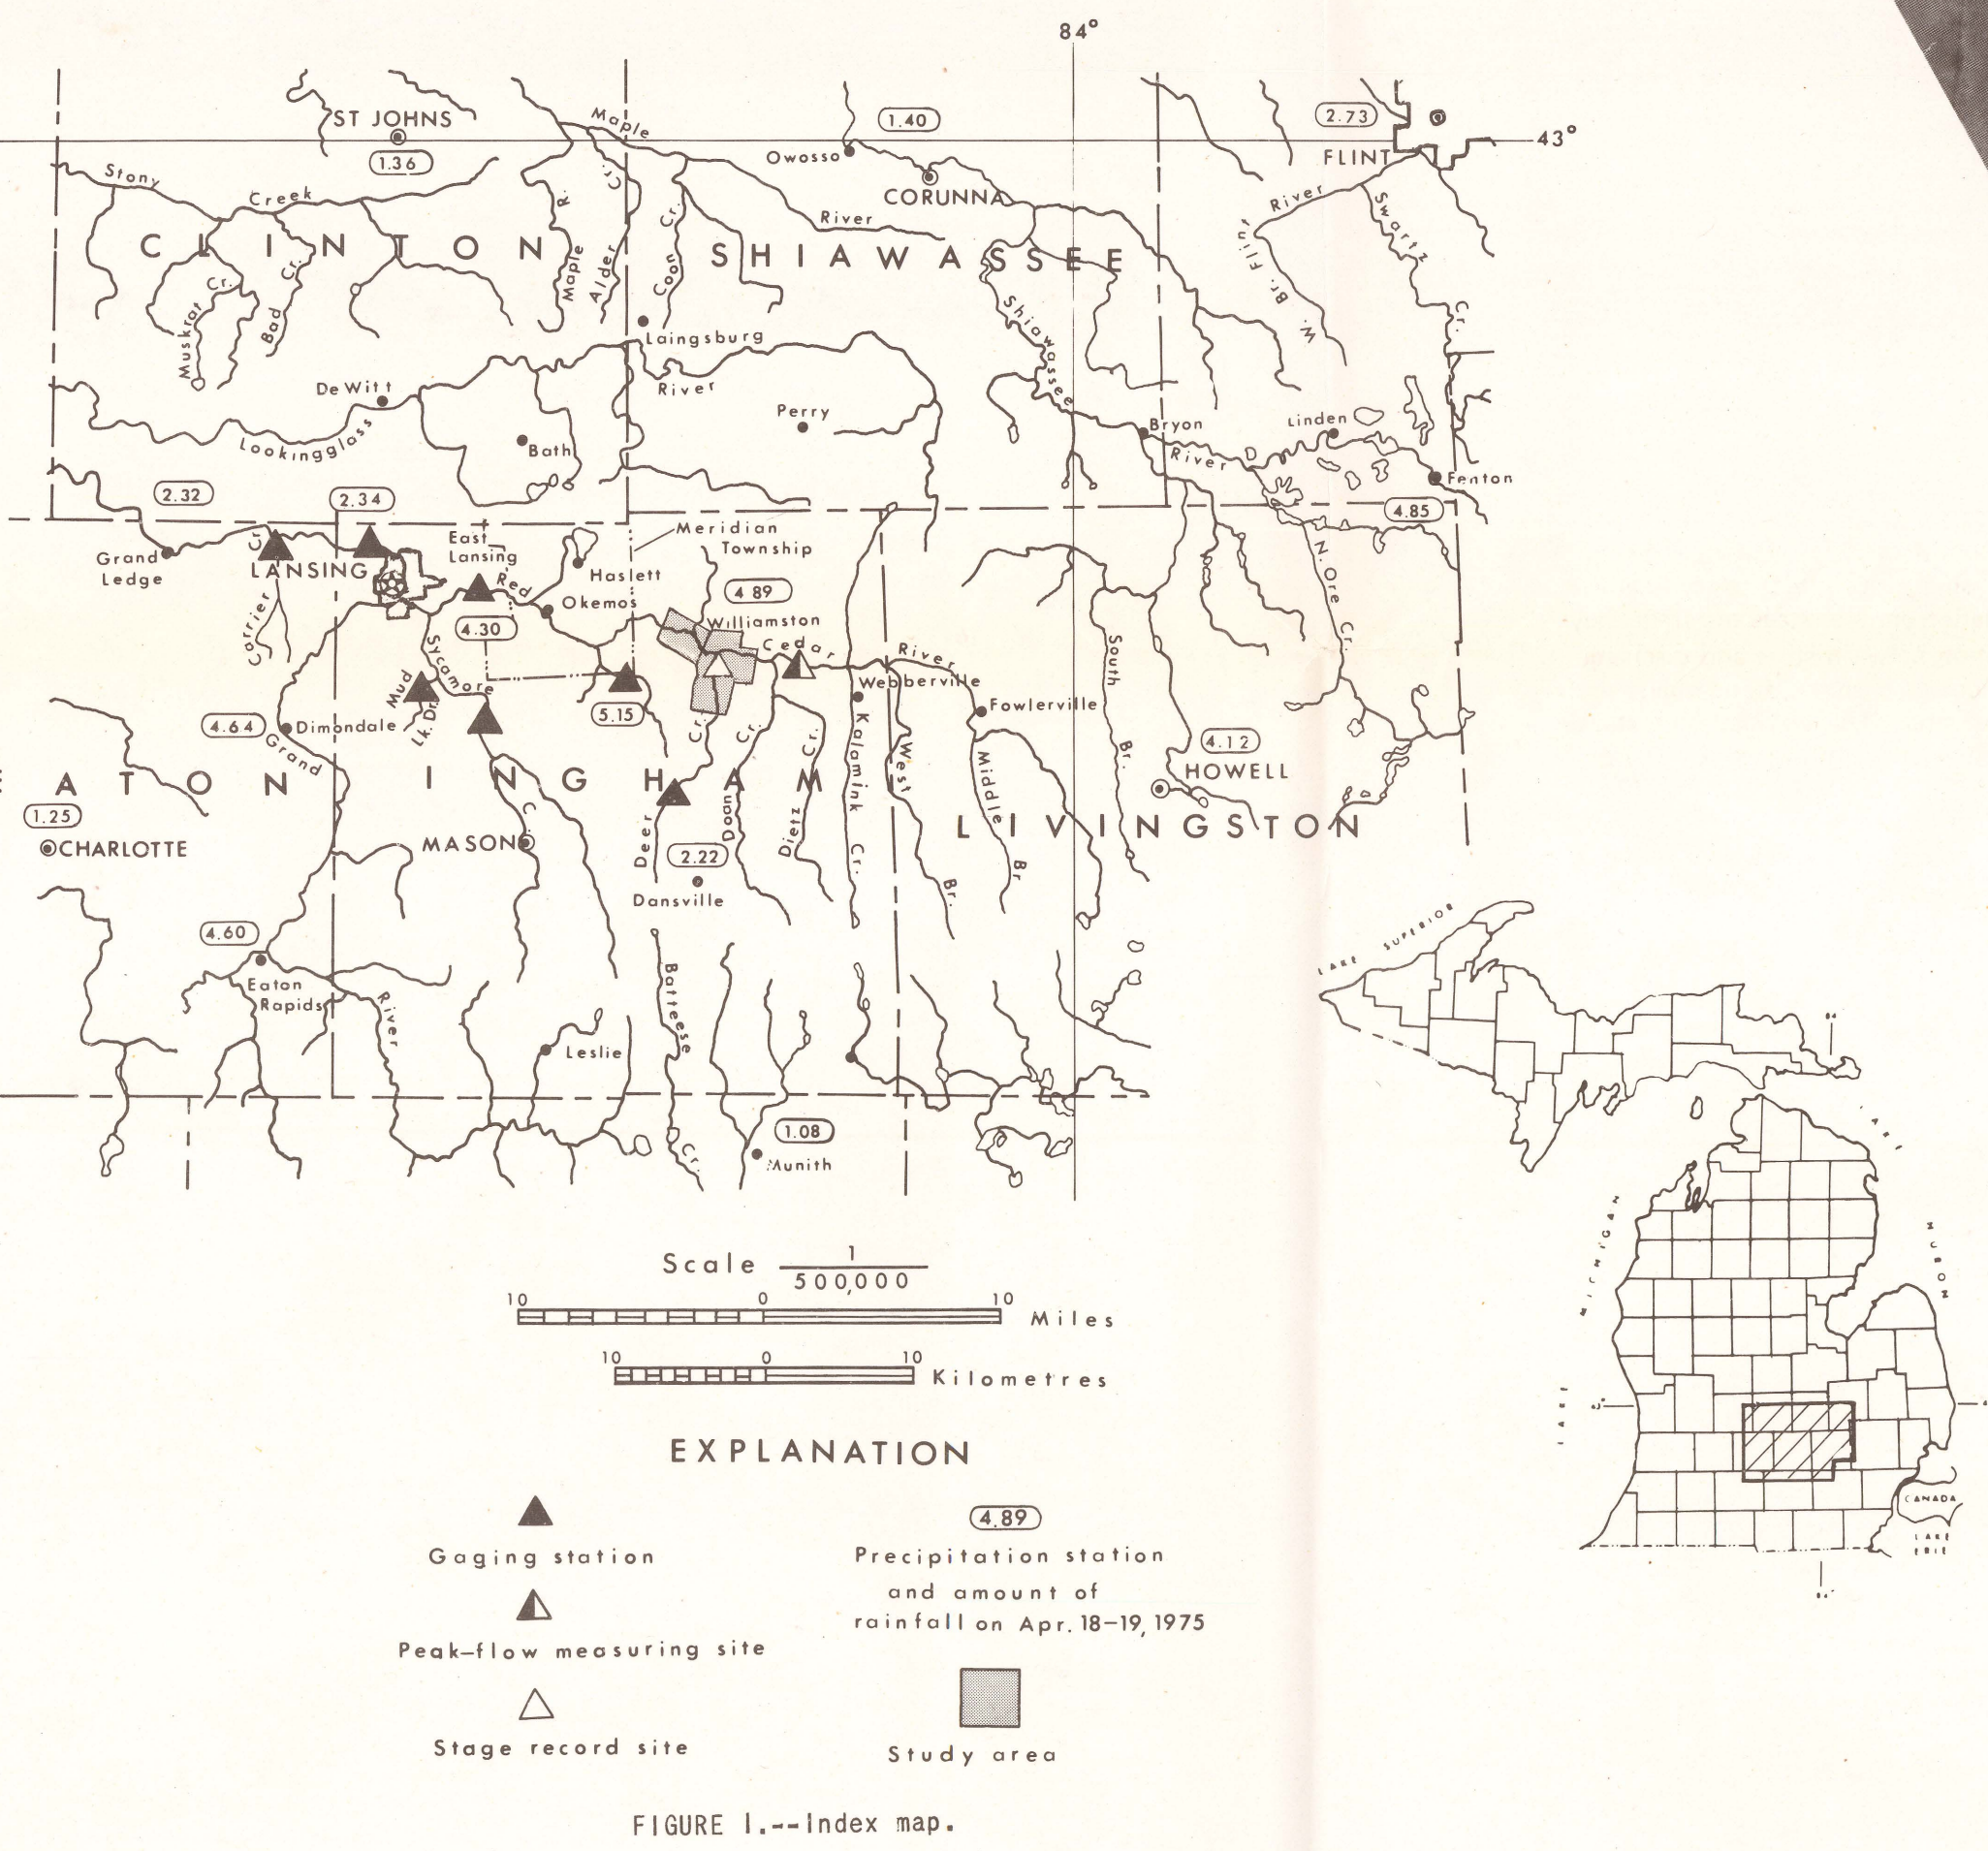 84°
43°
ST JOHNS
1.36
Maple
1.40
Owosso
CORUNNA
2.73
FLINT
Stony
Creek
R.
Maple
Cr.
Alder
Cr.
Coon
River
River
W. Br. Flint
Swartz
Cr.
CLINTON
SHIAWASSEE
Muskrat
Cr.
Bad
Cr.
Shiawassee
Laingsburg
River
De Witt
Lookingglass
Bath
Perry
Bryon
River
Linden
Fenton
4.85
2.32
2.34
Grand
Ledge
Cr.
Carrier
LANSING
East
Lansing
Red
Meridian
Township
Haslett
Okemos
4.30
4 89
Williamston
Cedar
River
Webberville
Fowlerville
N. Ore
Cr.
South
Br.
Sycamore
Mud
Lk. Dr.
4.64
Dimondale
Grand
5.15
Cr.
Cr.
Cr.
Kalamink
Cr.
West
Br.
Middle
Br
4.12
HOWELL
ATON
INGHAM
LIVINGSTON
1.25
CHARLOTTE
MASON
C.
Deer
Doan
Dietz
2.22
Dansville
4.60
Eaton
Rapids
River
Leslie
Batteese
Cr.
1.08
Munith
Scale 1
500,000
10 0 10
Miles
10 0 10
Kilometres
EXPLANATION
Gaging station
Peak–flow measuring site
Stage record site
4.89
Precipitation station
and amount of
rainfall on Apr. 18–19, 1975
Study area
FIGURE 1.--Index map.
LAKE SUPERIOR
LAKE
MICHIGAN
LAKE
HURON
CANADA
LAKE
ERIE